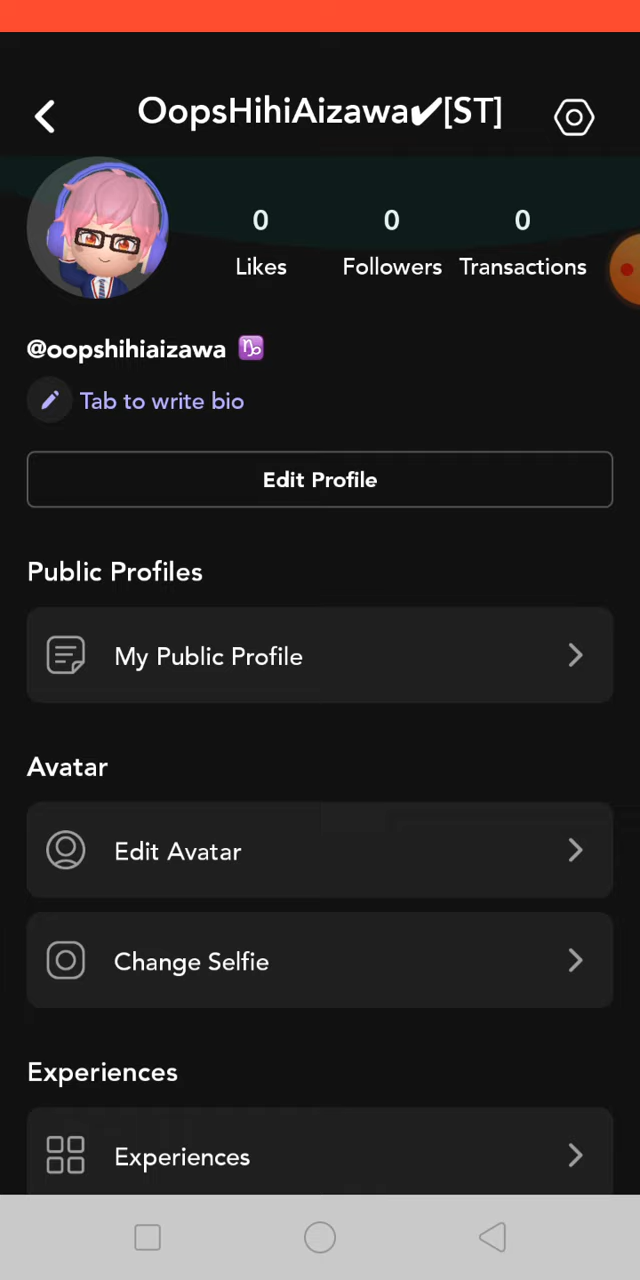 OopsHihiAizawa✔[ST]
0 0 0
Likes Followers Transactions
@oopshihiaizawa ♑
Tab to write bio
Edit Profile
Public Profiles
My Public Profile
Avatar
Edit Avatar
Change Selfie
Experiences
Experiences